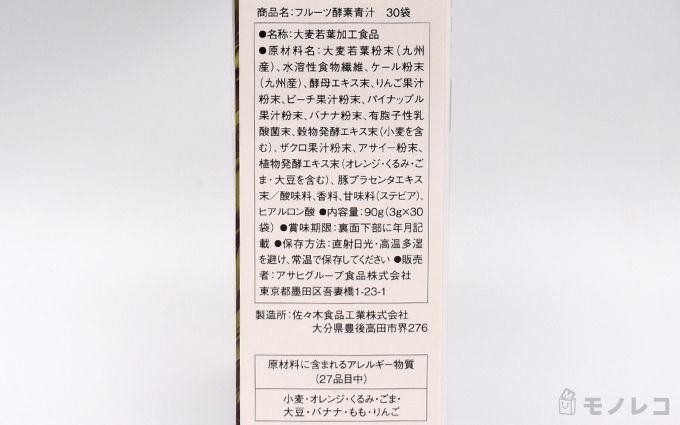 商品名:フルーツ酵素青汁 30袋
●名称:大麦若葉加工食品
●原材料名:大麦若葉粉末(九州
産)、水溶性食物繊維、ケール粉末
(九州産)、酵母エキス末、りんご果汁
粉末、ピーチ果汁粉末、パイナップル
果汁粉末、バナナ粉末、有胞子性乳
酸菌末、穀物発酵エキス末(小麦を含
む)、ザクロ果汁粉末、アサイー粉末、
植物発酵エキス末(オレンジ・くるみ・ご
ま・大豆を含む)、豚プラセンタエキス
末/酸味料、香料、甘味料(ステビア)、
ヒアルロン酸 ●内容量:90g(3g×30
袋) ●賞味期限:裏面下部に年月記
載 ●保存方法:直射日光・高温多湿
を避け、常温で保存してください ●販売
者:アサヒグループ食品株式会社
東京都墨田区吾妻橋1-23-1
製造所:佐々木食品工業株式会社
大分県豊後高田市界276
原材料に含まれるアレルギー物質
(27品目中)
小麦・オレンジ・くるみ・ごま・
大豆・バナナ・もも・りんご
モノレコ